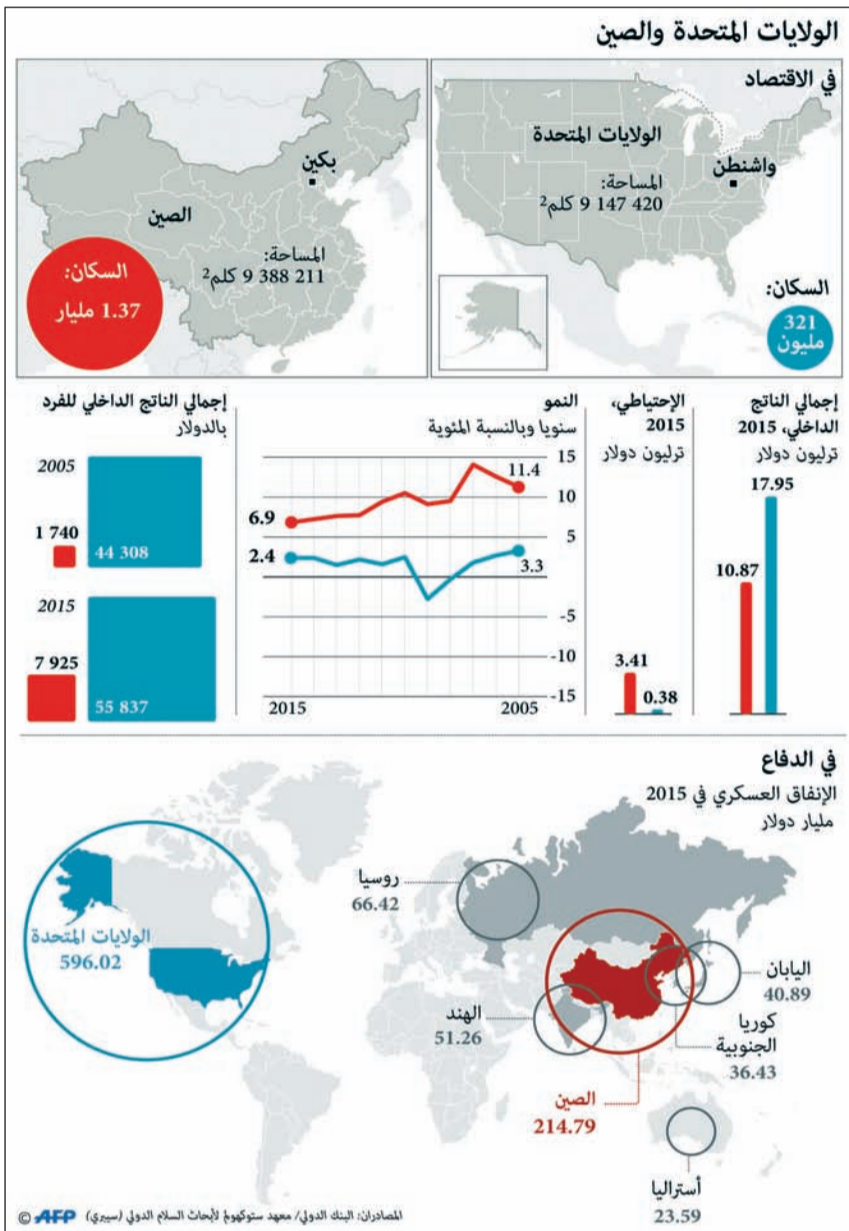 الولايات المتحدة والصين
في الاقتصاد
الولايات المتحدة
واشنطن
المساحة:
9 147 420 كلم²
السكان:
321
مليون
بكين
الصين
المساحة:
9 388 211 كلم²
السكان:
1.37 مليار
إجمالي الناتج
الداخلي، 2015
ترليون دولار
17.95
10.87
الإحتياطي،
2015
ترليون دولار
3.41
0.38
النمو
سنويا وبالنسبة المئوية
15
10
5
-5
-10
-15
11.4
3.3
6.9
2.4
2005
2015
إجمالي الناتج الداخلي للفرد
بالدولار
2005
1 740
44 308
2015
7 925
55 837
في الدفاع
الإنفاق العسكري في 2015
مليار دولار
روسيا
66.42
الولايات المتحدة
596.02
اليابان
40.89
الهند
51.26
كوريا
الجنوبية
36.43
الصين
214.79
أستراليا
23.59
المصادران: البنك الدولي/ معهد ستوكهولم لأبحاث السلام الدولي (سيبري)
AFP ©